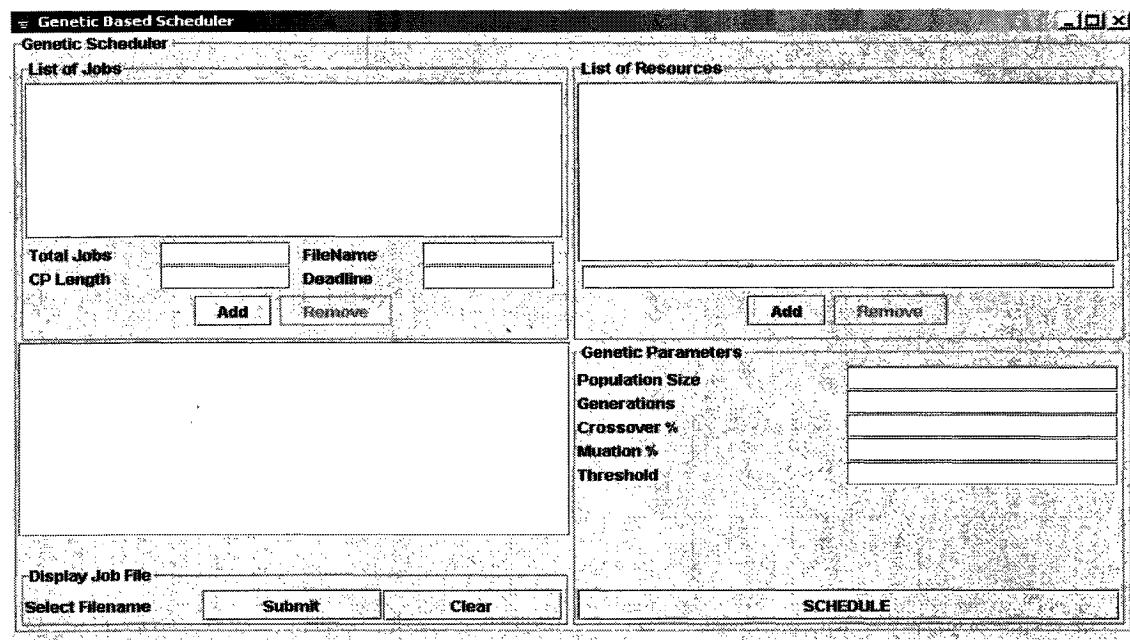 Genetic Based Scheduler
Genetic Scheduler
List of Jobs
Total Jobs FileName
CP Length Deadline
Add Remove
List of Resources
Add Remove
Genetic Parameters
Population Size
Generations
Crossover %
Muation %
Threshold
Display Job File
Select Filename Submit Clear
SCHEDULE